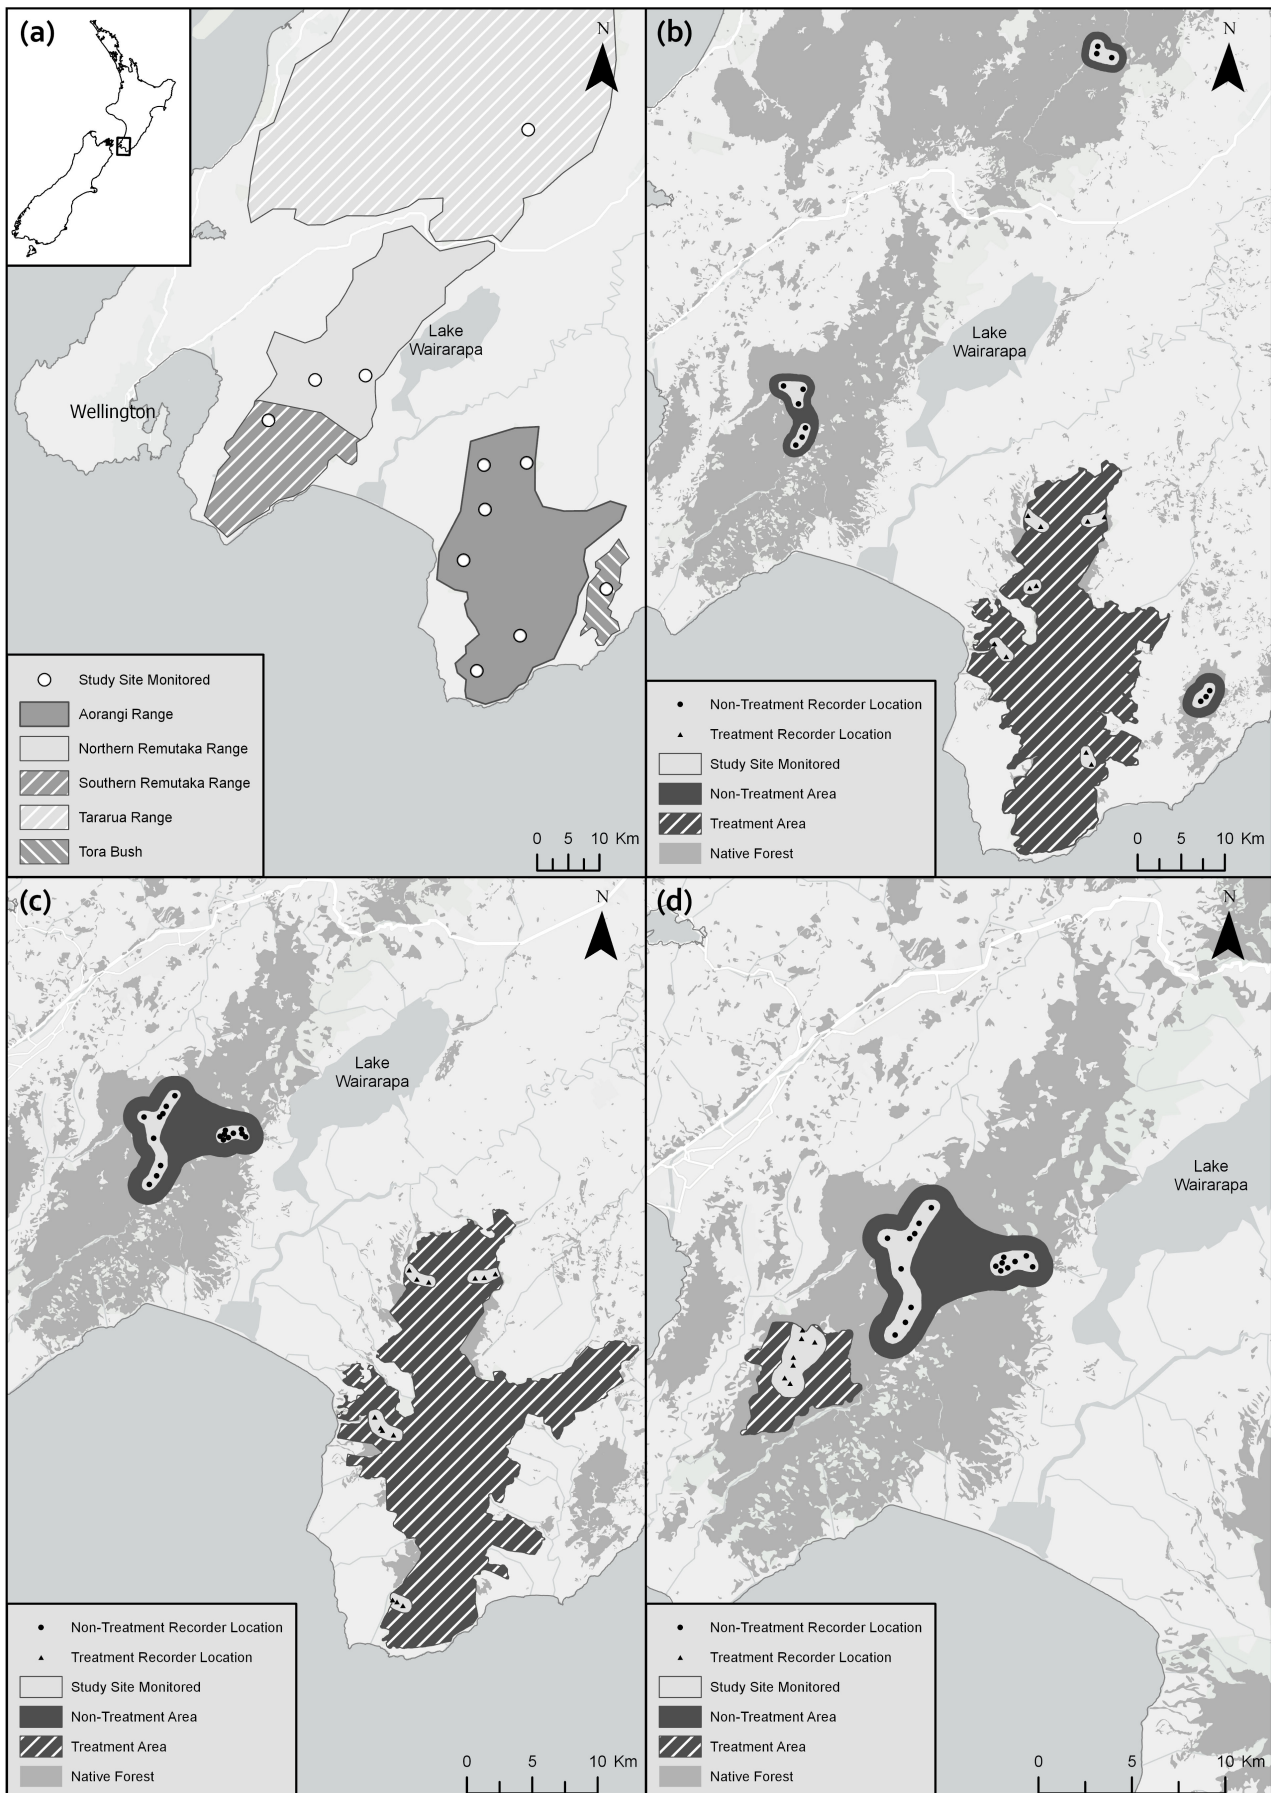 (a)
N
Lake
Wairarapa
Wellington
Study Site Monitored
Aorangi Range
Northern Remutaka Range
Southern Remutaka Range
Tararua Range
Tora Bush
0 5 10 Km
(b)
N
Lake
Wairarapa
Non-Treatment Recorder Location
Treatment Recorder Location
Study Site Monitored
Non-Treatment Area
Treatment Area
Native Forest
0 5 10 Km
(c)
N
Lake
Wairarapa
Non-Treatment Recorder Location
Treatment Recorder Location
Study Site Monitored
Non-Treatment Area
Treatment Area
Native Forest
0 5 10 Km
(d)
N
Lake
Wairarapa
Non-Treatment Recorder Location
Treatment Recorder Location
Study Site Monitored
Non-Treatment Area
Treatment Area
Native Forest
0 5 10 Km